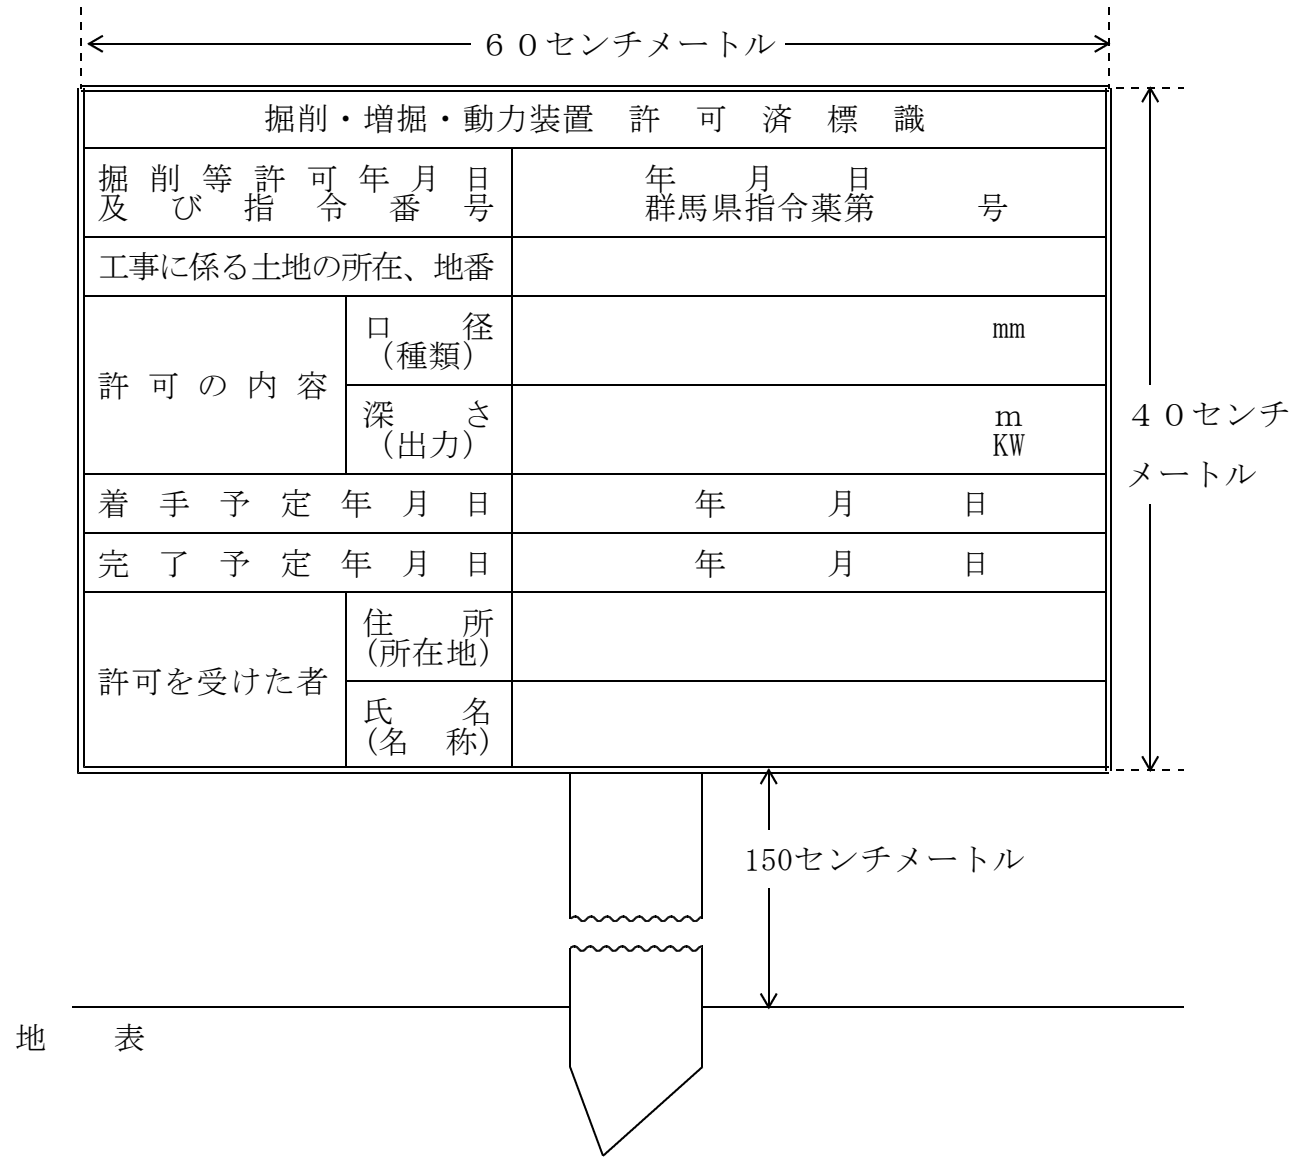 ６０センチメートル
掘削・増掘・動力装置　許　可　済　標　識
掘削等許可年月日　年　月　日
及び指令番号　群馬県指令薬第　号
工事に係る土地の所在、地番
口径　mm
（種類）
許可の内容
深さ　ｍ
（出力）　KW
４０センチ
メートル
着手予定年月日　年　月　日
完了予定年月日　年　月　日
住所
（所在地）
許可を受けた者
氏名
（名称）
150センチメートル
地　表